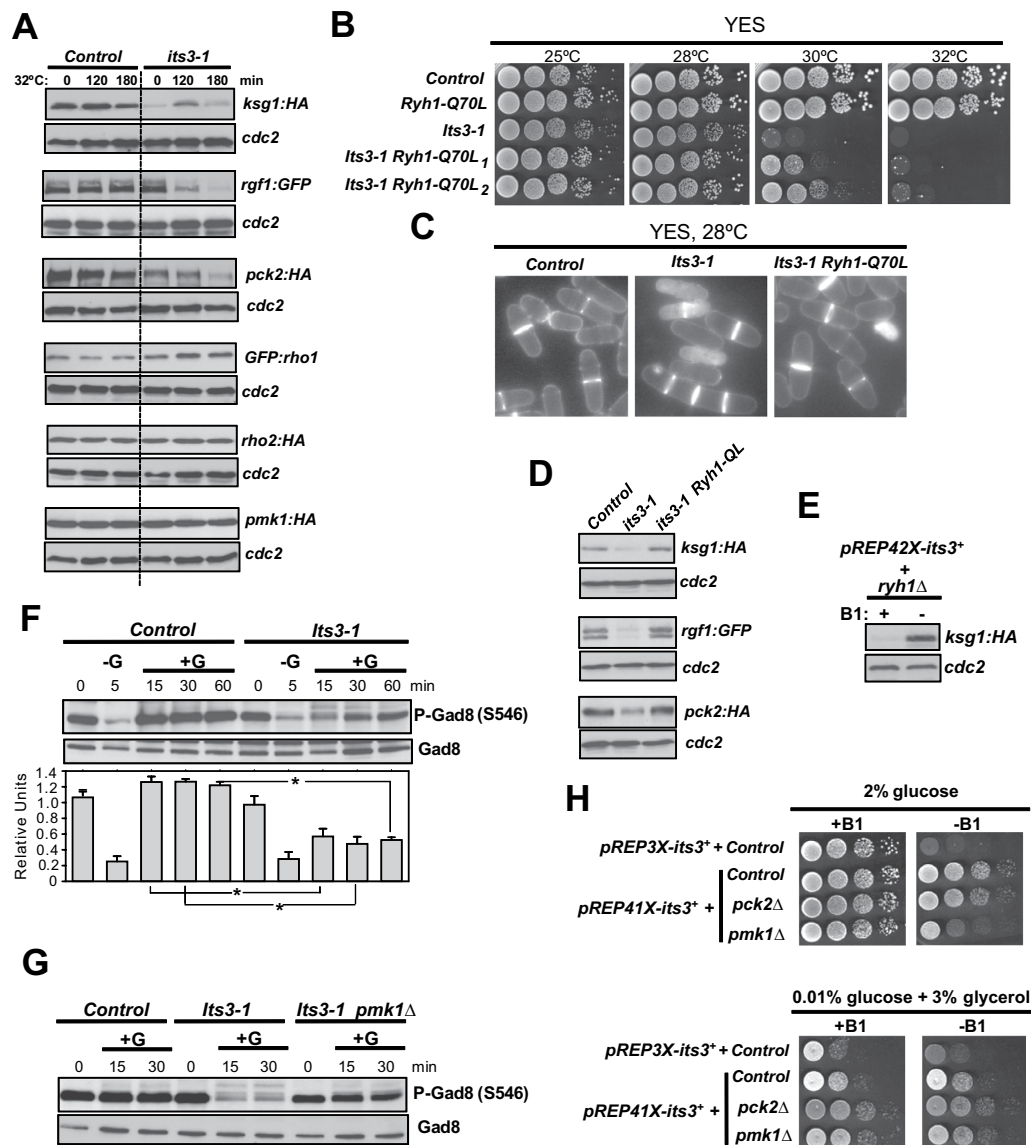 A
Control its3-1
32ºC: 0 120 180 0 120 180 min
ksg1:HA
cdc2
rgf1:GFP
cdc2
pck2:HA
cdc2
GFP:rho1
cdc2
rho2:HA
cdc2
pmk1:HA
cdc2
B
YES
25ºC 28ºC 30ºC 32ºC
Control
Ryh1-Q70L
Its3-1
Its3-1 Ryh1-Q70L1
Its3-1 Ryh1-Q70L2
C
YES, 28ºC
Control Its3-1 Its3-1 Ryh1-Q70L
D
Control its3-1 its3-1 Ryh1-QL
ksg1:HA
cdc2
rgf1:GFP
cdc2
pck2:HA
cdc2
E
pREP42X-its3+
+
ryh1Δ
B1: + -
ksg1:HA
cdc2
F
Control Its3-1
-G +G -G +G
0 5 15 30 60 0 5 15 30 60 min
P-Gad8 (S546)
Gad8
Relative Units
1.4
1.2
1.0
0.8
0.6
0.4
0.2
0
*
*
*
G
Control Its3-1 Its3-1 pmk1Δ
+G +G +G
0 15 30 0 15 30 0 15 30 min
P-Gad8 (S546)
Gad8
H
2% glucose
+B1 -B1
pREP3X-its3+ + Control
Control
pREP41X-its3+ + pck2Δ
pmk1Δ
0.01% glucose + 3% glycerol
+B1 -B1
pREP3X-its3+ + Control
Control
pREP41X-its3+ + pck2Δ
pmk1Δ